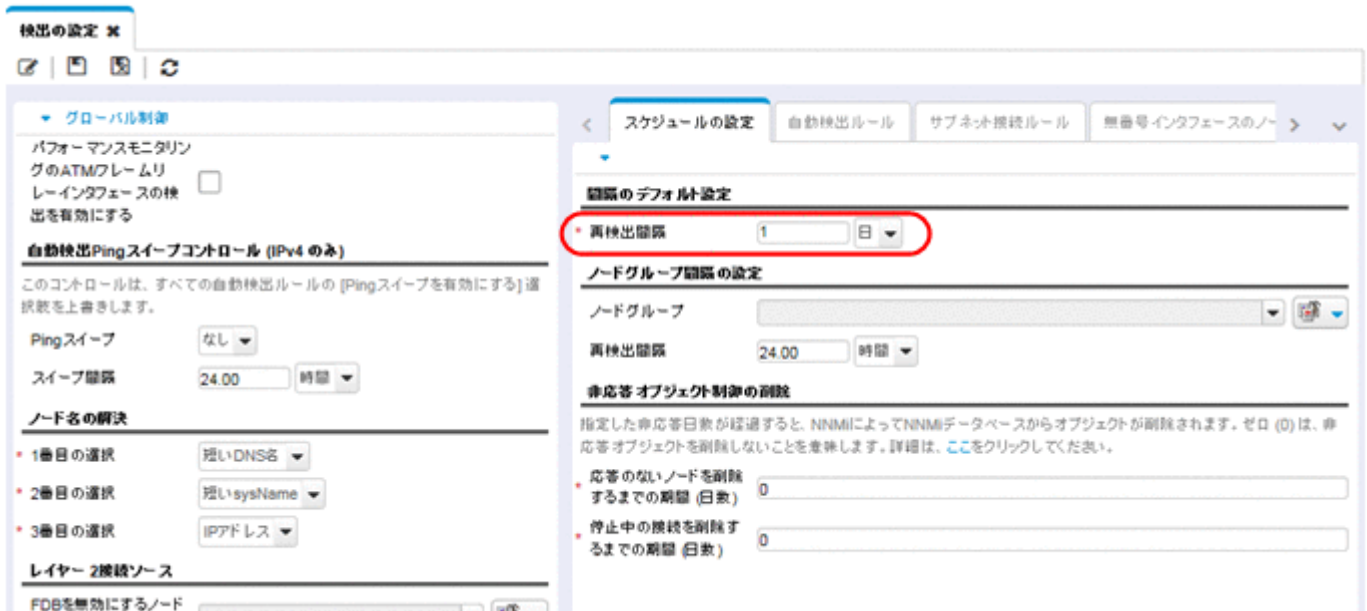 検出の設定
グローバル制御
パフォーマンスモニタリン
グのATM/フレームリ
レーインタフェースの検
出を有効にする
自動検出Pingスイープコントロール (IPv4 のみ)
このコントロールは、すべての自動検出ルールの [Pingスイープを有効にする] 選
択肢を上書きします。
Pingスイープ なし
スイープ間隔 24.00 時間
ノード名の解決
* 1番目の選択 短いDNS名
* 2番目の選択 短いsysName
* 3番目の選択 IPアドレス
レイヤー 2接続ソース
FDBを無効にするノード
スケジュールの設定 自動検出ルール サブネット接続ルール 無番号インタフェースのノー
間隔のデフォルト設定
* 再検出間隔 1 日
ノードグループ間隔の設定
ノードグループ
再検出間隔 24.00 時間
非応答オブジェクト制御の削除
指定した非応答日数が経過すると、NNMiによってNNMiデータベースからオブジェクトが削除されます。ゼロ (0) は、非
応答オブジェクトを削除しないことを意味します。詳細は、ここをクリックしてください。
応答のないノードを削除
* するまでの期間 (日数) 0
停止中の接続を削除す
* るまでの期間 (日数) 0